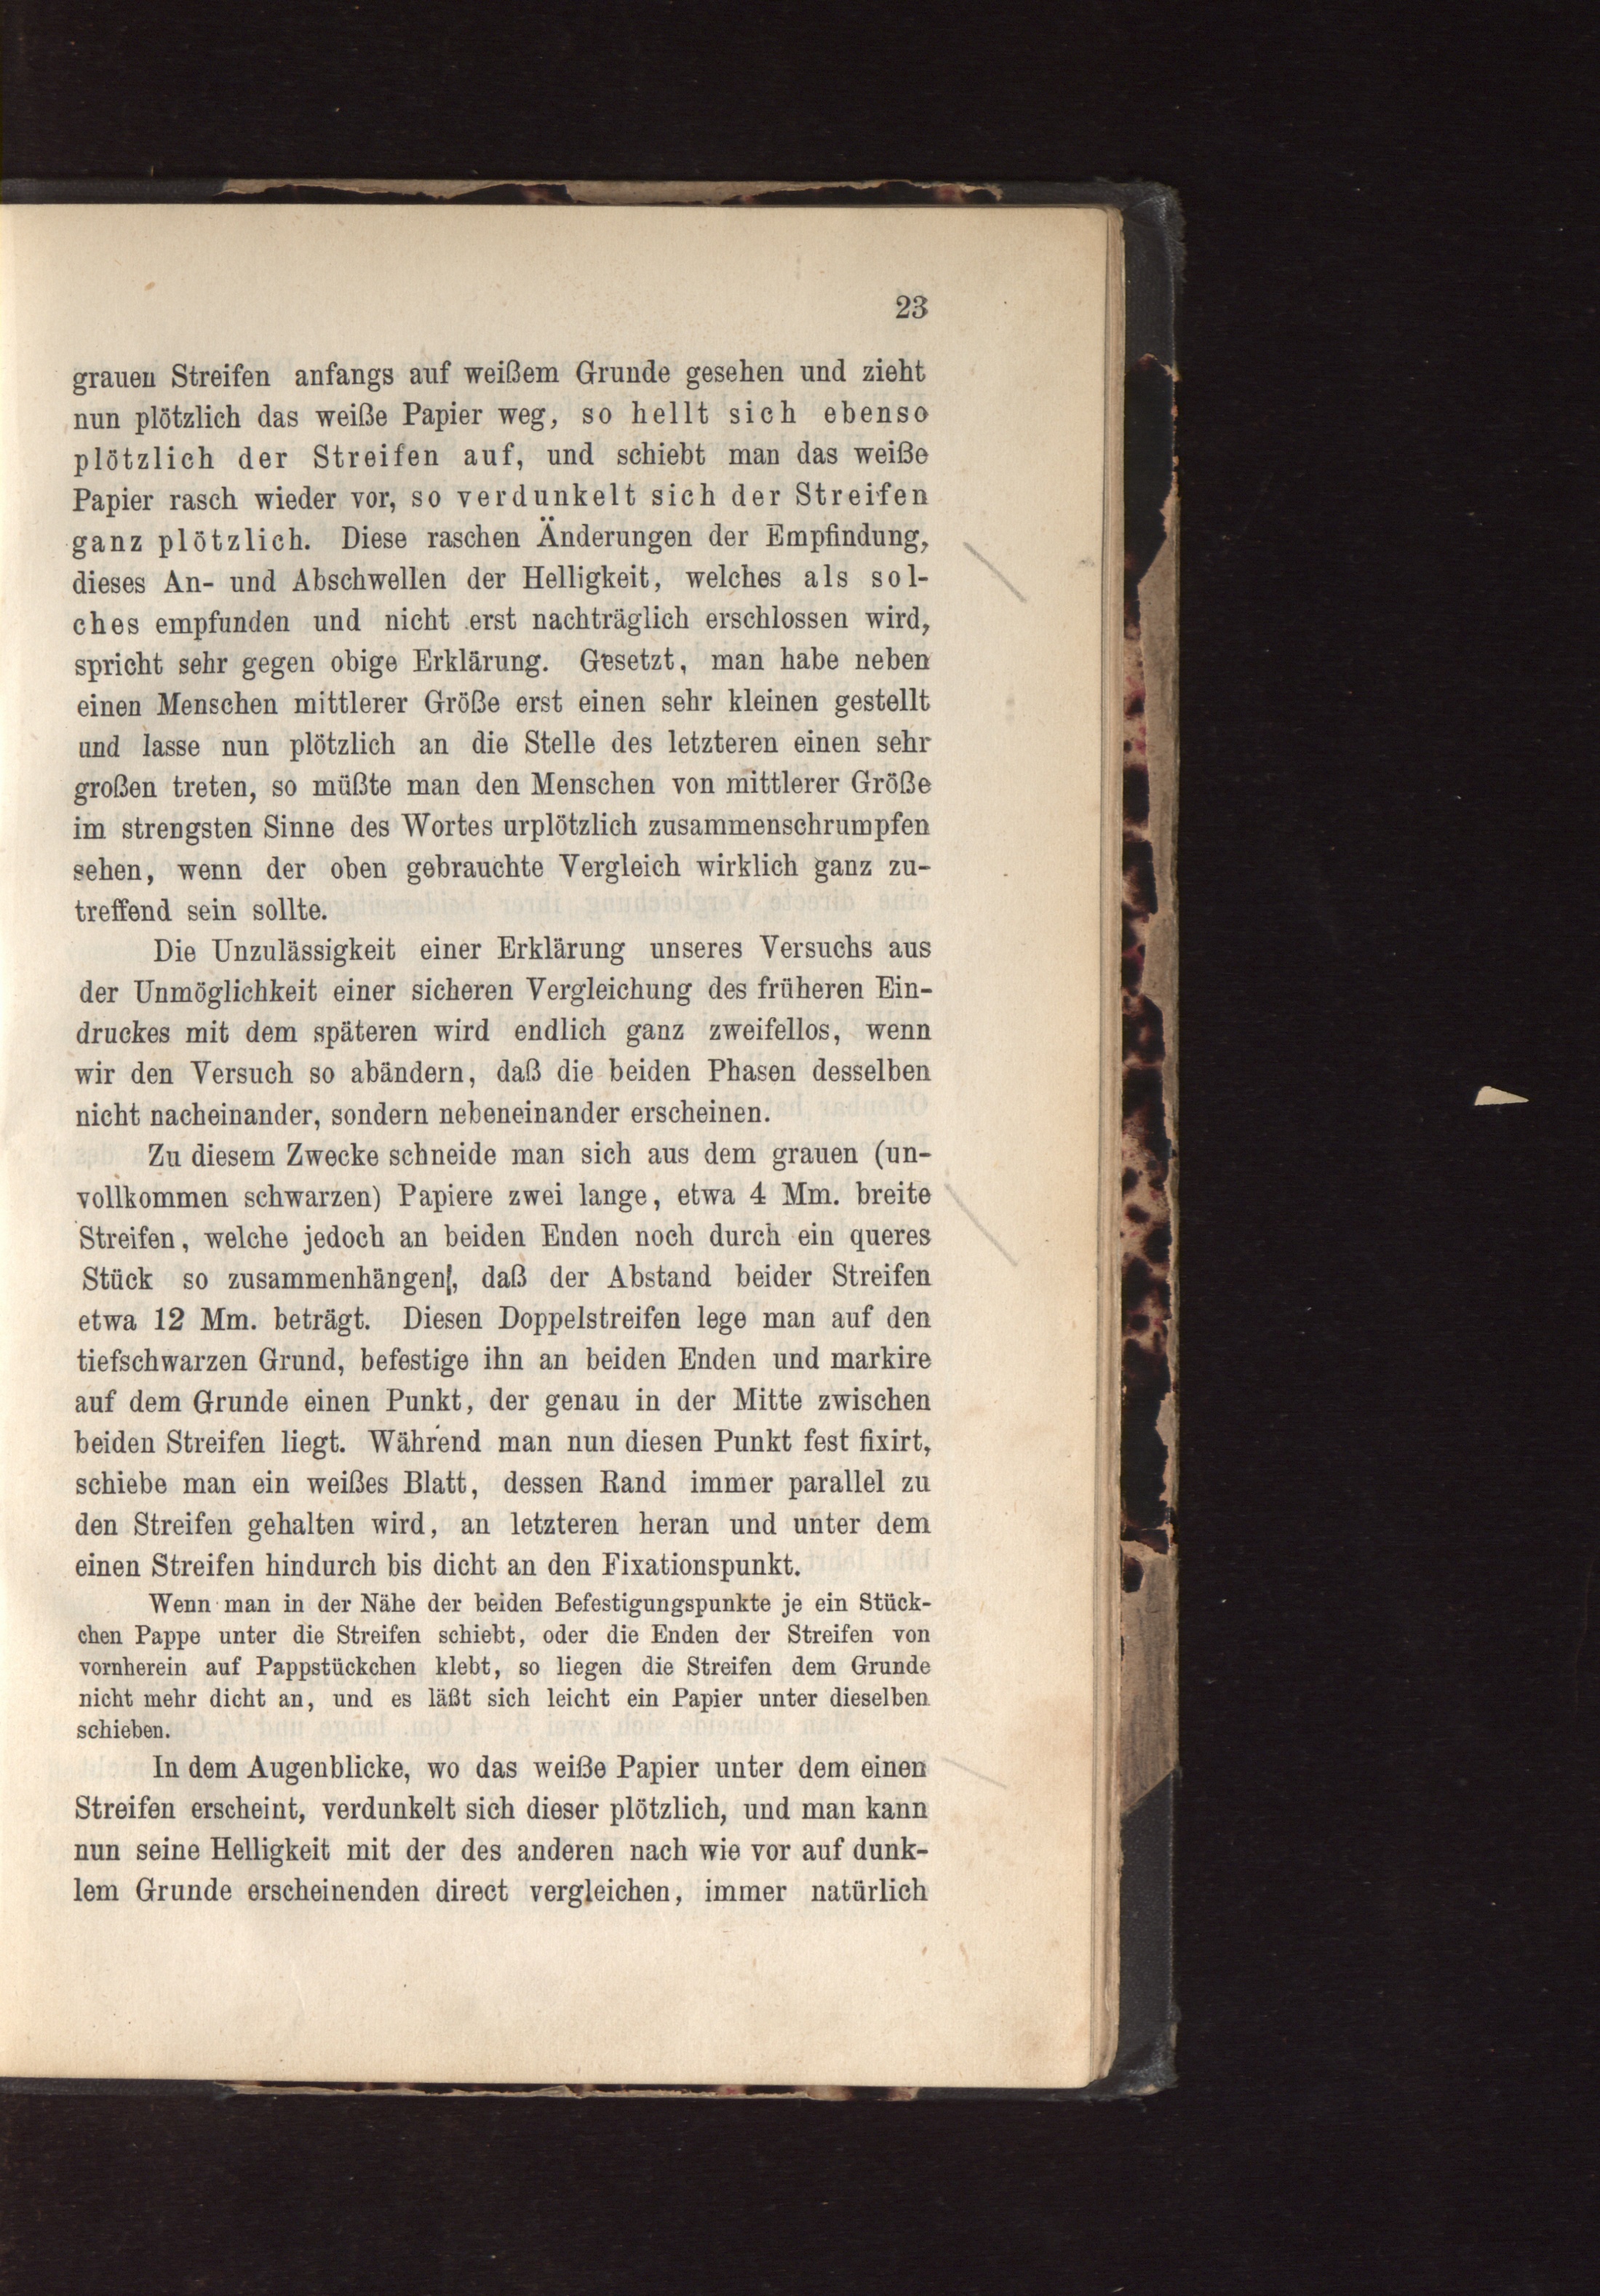 23
grauen Streifen anfangs auf weißem Grunde gesehen und zieht
nun plötzlich das weiße Papier weg, so hellt sich ebenso
plötzlich der Streifen auf, und schiebt man das weiße
Papier rasch wieder vor, so verdunkelt sich der Streifen
ganz plötzlich. Diese raschen Änderungen der Empfindung,
dieses An- und Abschwellen der Helligkeit, welches als sol-
ches empfunden und nicht erst nachträglich erschlossen wird,
spricht sehr gegen obige Erklärung. Gesetzt, man habe neben
einen Menschen mittlerer Größe erst einen sehr kleinen gestellt
und lasse nun plötzlich an die Stelle des letzteren einen sehr
großen treten, so müßte man den Menschen von mittlerer Größe
im strengsten Sinne des Wortes urplötzlich zusammenschrumpfen
sehen, wenn der oben gebrauchte Vergleich wirklich ganz zu-
treffend sein sollte.
Die Unzulässigkeit einer Erklärung unseres Versuchs aus
der Unmöglichkeit einer sicheren Vergleichung des früheren Ein-
druckes mit dem späteren wird endlich ganz zweifellos, wenn
wir den Versuch so abändern, daß die beiden Phasen desselben
nicht nacheinander, sondern nebeneinander erscheinen.
Zu diesem Zwecke schneide man sich aus dem grauen (un-
vollkommen schwarzen) Papiere zwei lange, etwa 4 Mm. breite
Streifen, welche jedoch an beiden Enden noch durch ein queres
Stück so zusammenhängen, daß der Abstand beider Streifen
etwa 12 Mm. beträgt. Diesen Doppelstreifen lege man auf den
tiefschwarzen Grund, befestige ihn an beiden Enden und markire
auf dem Grunde einen Punkt, der genau in der Mitte zwischen
beiden Streifen liegt. Während man nun diesen Punkt fest fixirt,
schiebe man ein weißes Blatt, dessen Rand immer parallel zu
den Streifen gehalten wird, an letzteren heran und unter dem
einen Streifen hindurch bis dicht an den Fixationspunkt.
Wenn man in der Nähe der beiden Befestigungspunkte je ein Stück-
chen Pappe unter die Streifen schiebt, oder die Enden der Streifen von
vornherein auf Pappstückchen klebt, so liegen die Streifen dem Grunde
nicht mehr dicht an, und es läßt sich leicht ein Papier unter dieselben
schieben.
In dem Augenblicke, wo das weiße Papier unter dem einen
Streifen erscheint, verdunkelt sich dieser plötzlich, und man kann
nun seine Helligkeit mit der des anderen nach wie vor auf dunk-
lem Grunde erscheinenden direct vergleichen, immer natürlich